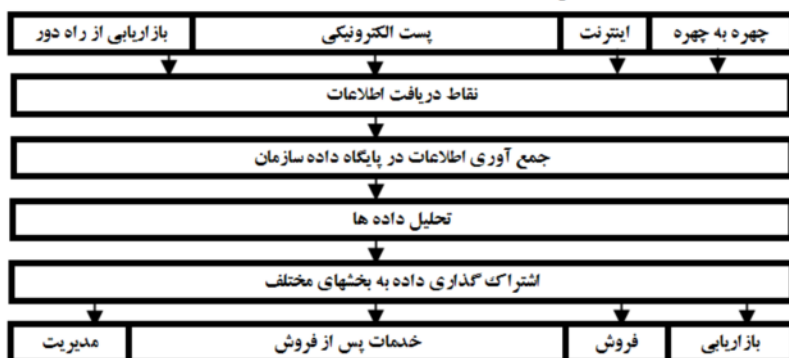 چهره به چهره اینترنت پست الکترونیکی بازاریابی از راه دور
نقاط دریافت اطلاعات
جمع آوری اطلاعات در پایگاه داده سازمان
تحلیل داده ها
اشتراک گذاری داده به بخشهای مختلف
بازاریابی فروش خدمات پس از فروش مدیریت